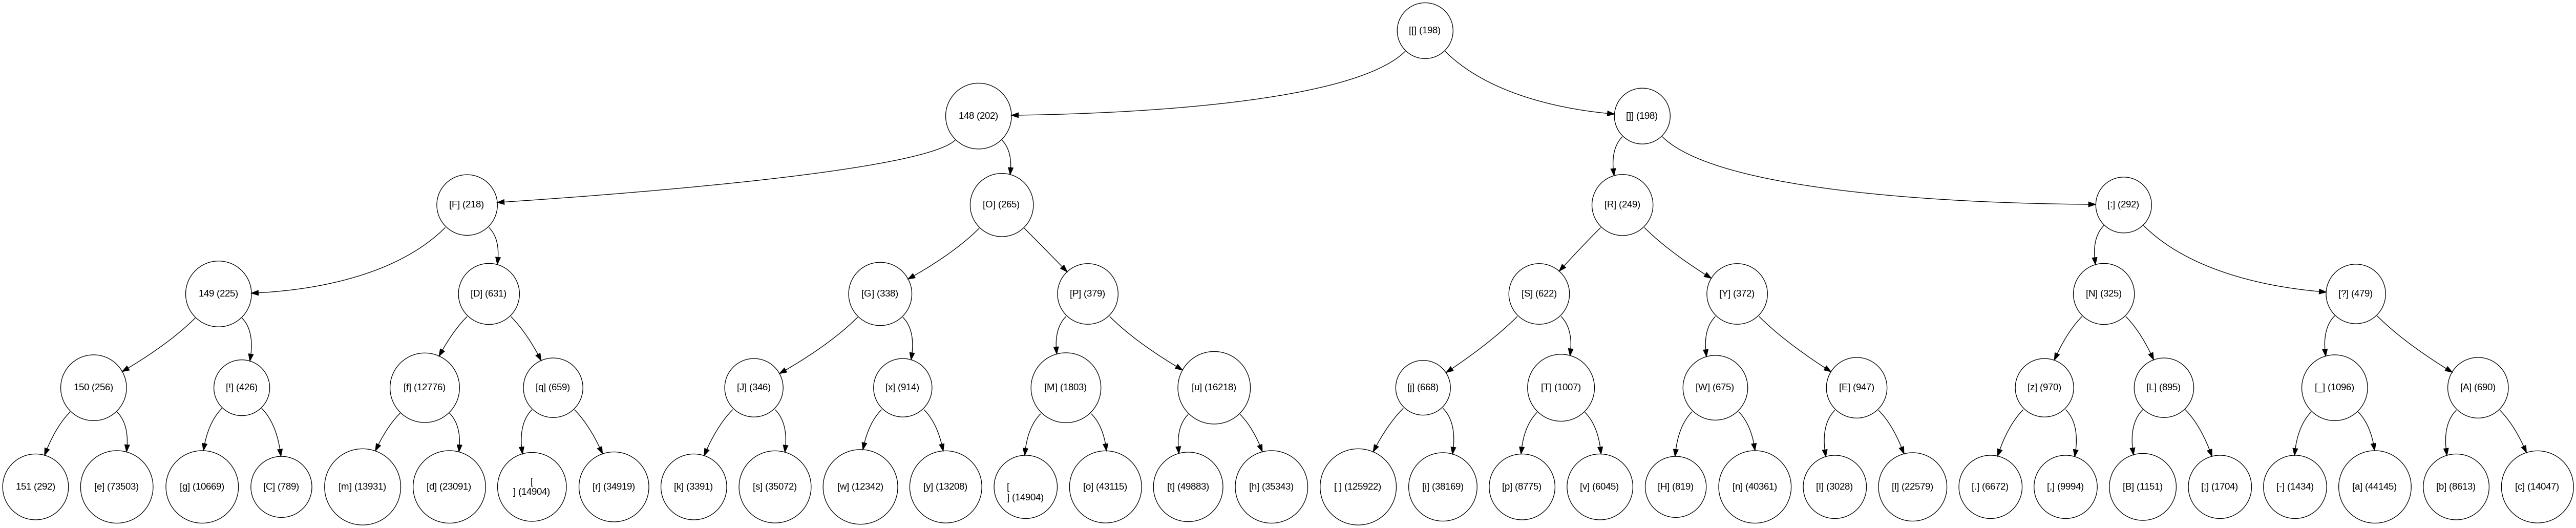 [[] (198)
148 (202)
[]] (198)
[F] (218)
[O] (265)
[R] (249)
[:] (292)
149 (225)
[D] (631)
[G] (338)
[P] (379)
[S] (622)
[Y] (372)
[N] (325)
[?] (479)
150 (256)
[!] (426)
[f] (12776)
[q] (659)
[J] (346)
[x] (914)
[M] (1803)
[u] (16218)
[j] (668)
[T] (1007)
[W] (675)
[E] (947)
[z] (970)
[L] (895)
[_] (1096)
[A] (690)
151 (292)
[e] (73503)
[g] (10669)
[C] (789)
[m] (13931)
[d] (23091)
[
] (14904)
[r] (34919)
[k] (3391)
[s] (35072)
[w] (12342)
[y] (13208)
[
] (14904)
[o] (43115)
[t] (49883)
[h] (35343)
[ ] (125922)
[i] (38169)
[p] (8775)
[v] (6045)
[H] (819)
[n] (40361)
[I] (3028)
[l] (22579)
[.] (6672)
[,] (9994)
[B] (1151)
[;] (1704)
[-] (1434)
[a] (44145)
[b] (8613)
[c] (14047)